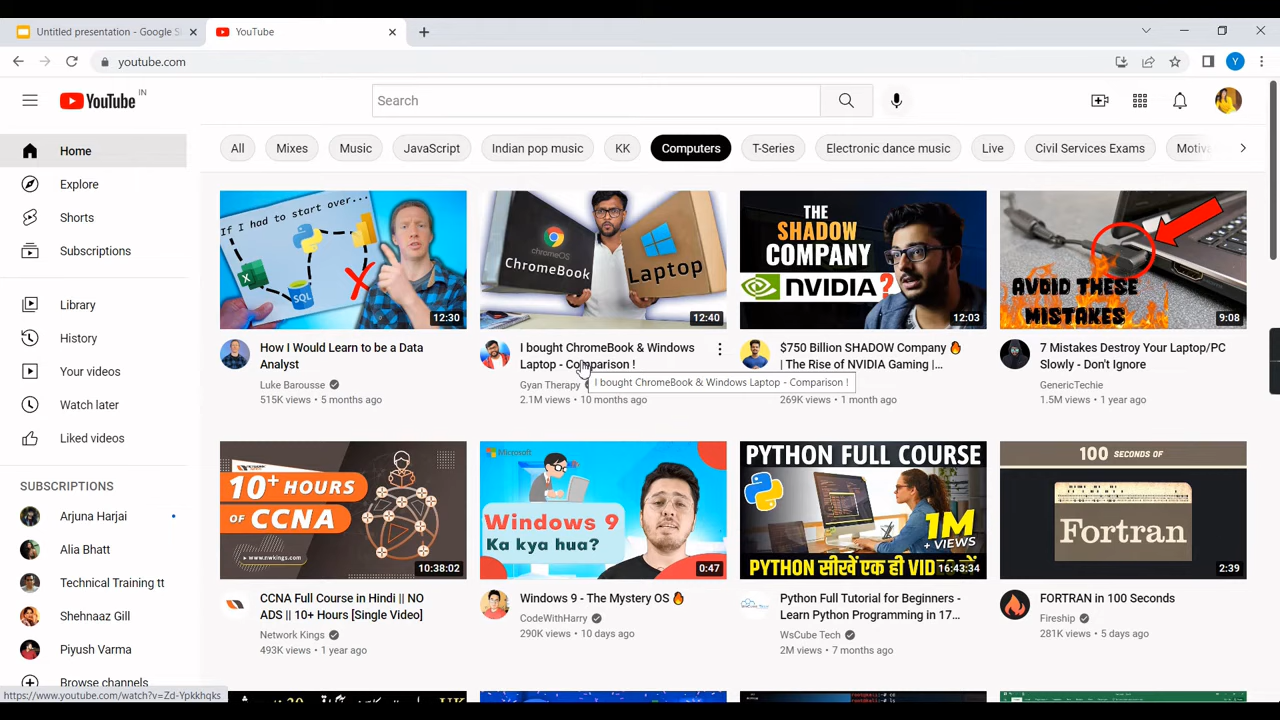 Untitled presentation - Google S
YouTube
youtube.com
Y
YouTube IN
Search
Home
Explore
Shorts
Subscriptions
Library
History
Your videos
Watch later
Liked videos
SUBSCRIPTIONS
Arjuna Harjai
Alia Bhatt
Technical Training tt
Shehnaaz Gill
Piyush Varma
Browse channels
https://www.youtube.com/watch?v=Zd-Ypkkhqks
All
Mixes
Music
JavaScript
Indian pop music
KK
Computers
T-Series
Electronic dance music
Live
Civil Services Exams
Motiv
If I had to start over...
X
SQL
12:30
How I Would Learn to be a Data
Analyst
Luke Barousse
515K views • 5 months ago
chromeOS
CHROMEBOOK
LAPTOP
12:40
I bought ChromeBook & Windows
Laptop - Comparison !
Gyan Therapy
I bought ChromeBook & Windows Laptop - Comparison !
2.1M views • 10 months ago
THE
SHADOW
COMPANY
NVIDIA?
12:03
$750 Billion SHADOW Company 🔥
| The Rise of NVIDIA Gaming |...
269K views • 1 month ago
AVOID THESE
MISTAKES
9:08
7 Mistakes Destroy Your Laptop/PC
Slowly - Don't Ignore
GenericTechie
1.5M views • 1 year ago
10+ HOURS
OF CCNA
www.nwkings.com
10:38:02
CCNA Full Course in Hindi || NO
ADS || 10+ Hours [Single Video]
Network Kings
493K views • 1 year ago
Microsoft
Windows 9
Ka kya hua?
0:47
Windows 9 - The Mystery OS 🔥
CodeWithHarry
290K views • 10 days ago
PYTHON FULL COURSE
1M
+ VIEWS
PYTHON सीखें एक ही VID
16:43:34
Python Full Tutorial for Beginners -
Learn Python Programming in 17...
WsCube Tech
2M views • 7 months ago
100 SECONDS OF
Fortran
2:39
FORTRAN in 100 Seconds
Fireship
281K views • 5 days ago